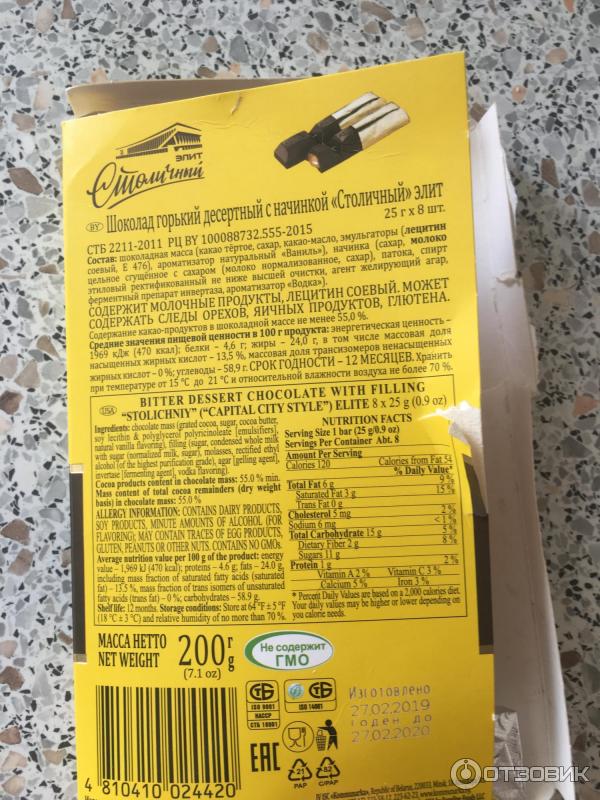 ЭЛИТ
Столичный
BY Шоколад горький десертный с начинкой «Столичный» элит
25 г x 8 шт.
СТБ 2211-2011 РЦ BY 100088732.555-2015
Состав: шоколадная масса (какао тёртое, сахар, какао-масло, эмульгаторы (лецитин
соевый, Е 476), ароматизатор натуральный «Ваниль»), начинка (сахар, молоко
цельное сгущённое с сахаром (молоко нормализованное, сахар), патока, спирт
этиловый ректификованный не ниже высшей очистки, агент желирующий агар,
ферментный препарат инвертаза, ароматизатор «Водка»).
СОДЕРЖИТ МОЛОЧНЫЕ ПРОДУКТЫ, ЛЕЦИТИН СОЕВЫЙ. МОЖЕТ
СОДЕРЖАТЬ СЛЕДЫ ОРЕХОВ, ЯИЧНЫХ ПРОДУКТОВ, ГЛЮТЕНА.
Содержание какао-продуктов в шоколадной массе не менее 55,0 %.
Средние значения пищевой ценности в 100 г продукта: энергетическая ценность –
1969 кДж (470 ккал); белки – 4,6 г; жиры – 24,0 г, в том числе массовая доля
насыщенных жирных кислот – 13,5 %, массовая доля трансизомеров ненасыщенных
жирных кислот – 0 %; углеводы – 58,9 г. СРОК ГОДНОСТИ – 12 МЕСЯЦЕВ. Хранить
при температуре от 15 °С до 21 °С и относительной влажности воздуха не более 70 %.
BITTER DESSERT CHOCOLATE WITH FILLING
USA "STOLICHNIY" ("CAPITAL CITY STYLE") ELITE 8 x 25 g (0.9 oz)
Ingredients: chocolate mass (grated cocoa, sugar, cocoa butter,
soy lecithin & polyglycerol polyricinoleate [emulsifiers],
natural vanilla flavoring), filling (sugar, condensed whole milk
with sugar (normalized milk, sugar), molasses, rectified ethyl
alcohol [of the highest purification grade), agar [gelling agent],
invertase [fermenting agent], vodka flavoring).
Cocoa products content in chocolate mass: 55.0 % min.
Mass content of total cocoa remainders (dry weight
basis) in chocolate mass: 55.0 %
ALLERGY INFORMATION: CONTAINS DAIRY PRODUCTS,
SOY PRODUCTS, MINUTE AMOUNTS OF ALCOHOL (FOR
FLAVORING); MAY CONTAIN TRACES OF EGG PRODUCTS,
GLUTEN, PEANUTS OR OTHER NUTS. CONTAINS NO GMOs.
Average nutrition value per 100 g of the product: energy
value – 1,969 kJ (470 kcal); proteins – 4.6 g; fats – 24.0 g,
including mass fraction of saturated fatty acids (saturated
fat) – 13.5 %, mass fraction of trans isomers of unsaturated
fatty acids (trans fat) – 0 %; carbohydrates – 58.9 g.
Shelf life: 12 months. Storage conditions: Store at 64 °F ± 5 °F
(18 °C ± 3 °C) and relative humidity of no more than 70 %.
NUTRITION FACTS
Serving Size 1 bar (25 g/0.9 oz)
Servings Per Container Abt. 8
Amount Per Serving
Calories 120 Calories from Fat 54
% Daily Value*
Total Fat 6 g 9 %
Saturated Fat 3 g 15 %
Trans Fat 0 g
Cholesterol 5 mg 2 %
Sodium 6 mg < 1 %
Total Carbohydrate 15 g 5 %
Dietary Fiber 2 g 8 %
Sugars 11 g
Protein 1 g 2 %
Vitamin A 2 % Vitamin C 3 %
Calcium 5 % Iron 3 %
* Percent Daily Values are based on a 2,000 calories diet.
Your daily values may be higher or lower depending on
you calorie needs.
МАССА НЕТТО
NET WEIGHT
200 г
g
(7.1 oz)
Не содержит
ГМО
СТБ
ISO 9001
НАССР
СТБ 18001
СТБ
ISO 14001
Изготовлено
27.02.2019
Годен до
27.02.2020
EAC
21
PAP
82
C/PAP
4 810410 024420
ОТЗОВИК